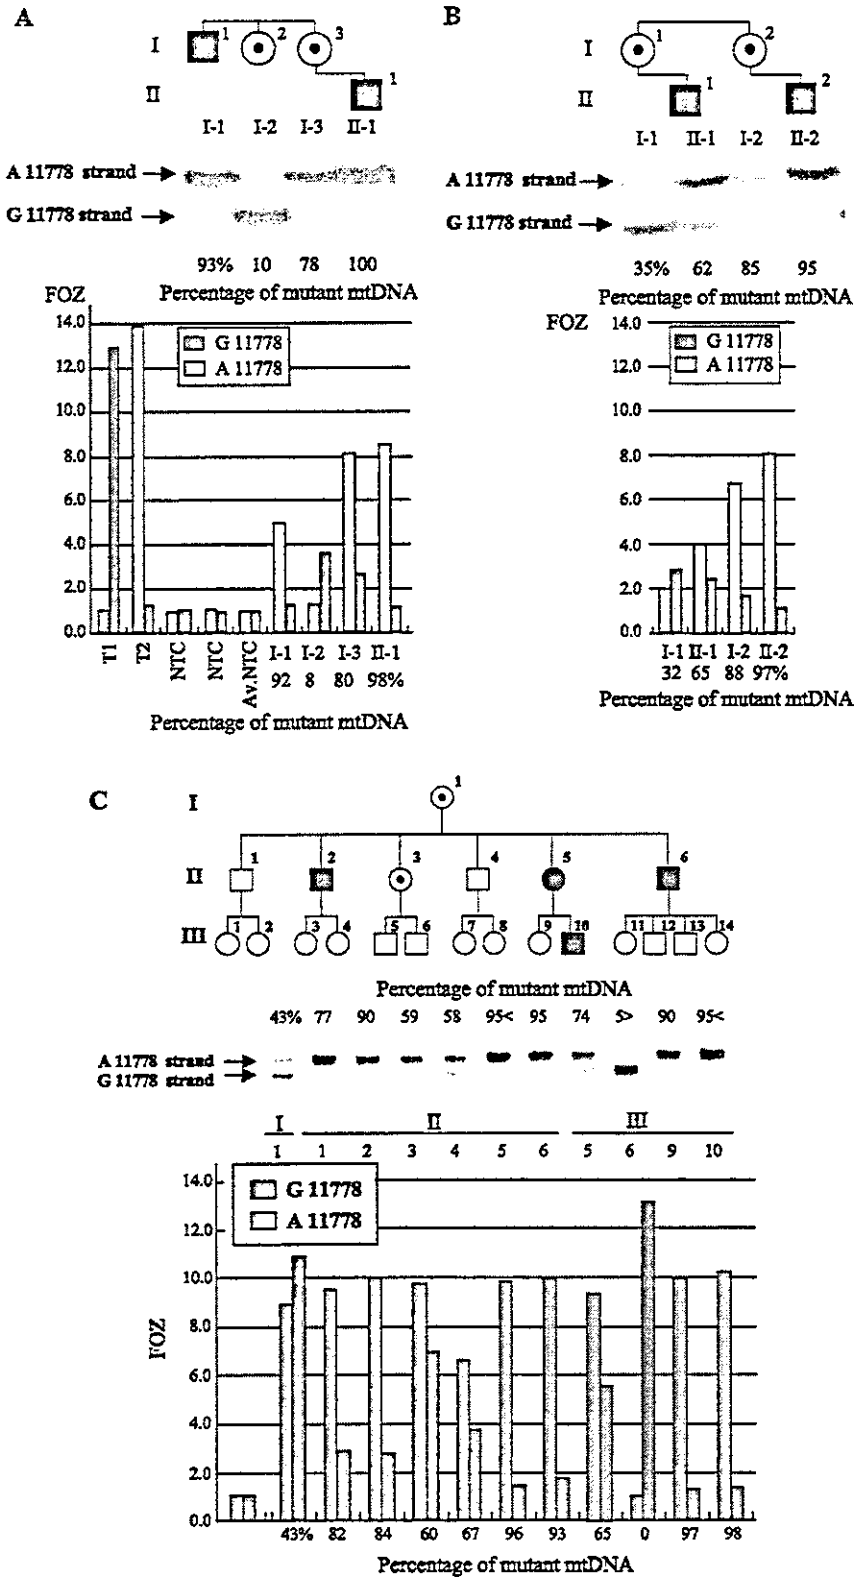 A
I
1
2
3
II
1
I-1 I-2 I-3 II-1
A 11778 strand
G 11778 strand
93% 10 78 100
Percentage of mutant mtDNA
FOZ
14.0
12.0
10.0
8.0
6.0
4.0
2.0
0.0
G 11778
A 11778
T1 T2 NTC NTC Av.NTC I-1 I-2 I-3 II-1
92 8 80 98%
Percentage of mutant mtDNA
B
I
1
2
II
1
2
I-1 II-1 I-2 II-2
A 11778 strand
G 11778 strand
35% 62 85 95
Percentage of mutant mtDNA
FOZ
14.0
12.0
10.0
8.0
6.0
4.0
2.0
0.0
G 11778
A 11778
I-1 II-1 I-2 II-2
32 65 88 97%
Percentage of mutant mtDNA
C
I
1
II
1 2 3 4 5 6
III
1 2 3 4 5 6 7 8 9 10 11 12 13 14
Percentage of mutant mtDNA
43% 77 90 59 58 95< 95 74 5> 90 95<
A 11778 strand
G 11778 strand
I II III
1 1 2 3 4 5 6 5 6 9 10
14.0
12.0
10.0
8.0
6.0
4.0
2.0
0.0
FOZ
G 11778
A 11778
43% 82 84 60 67 96 93 65 0 97 98
Percentage of mutant mtDNA